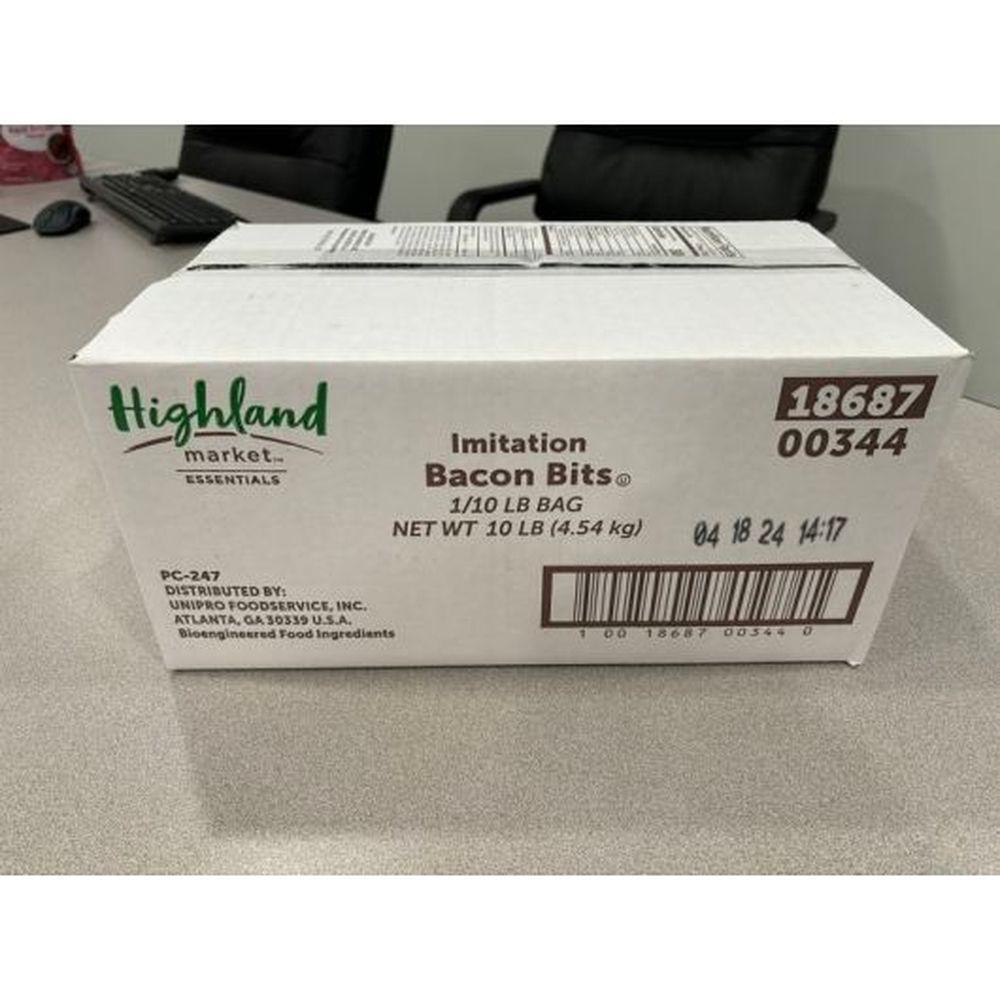 Highland
market™
ESSENTIALS
Imitation
Bacon Bits Ⓤ
1/10 LB BAG
NET WT 10 LB (4.54 kg)
18687
00344
04 18 24 14:17
PC-247
DISTRIBUTED BY:
UNIPRO FOODSERVICE, INC.
ATLANTA, GA 30339 U.S.A.
Bioengineered Food Ingredients
1 00 18687 00344 0